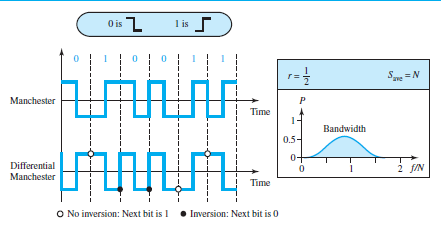 0 is 1 is
0 1 0 0 1 1
Manchester
Time
Differential
Manchester
Time
No inversion: Next bit is 1 Inversion: Next bit is 0
r = 1/2 Save = N
P
Bandwidth
1
0.5
0
0 1 2 f/N